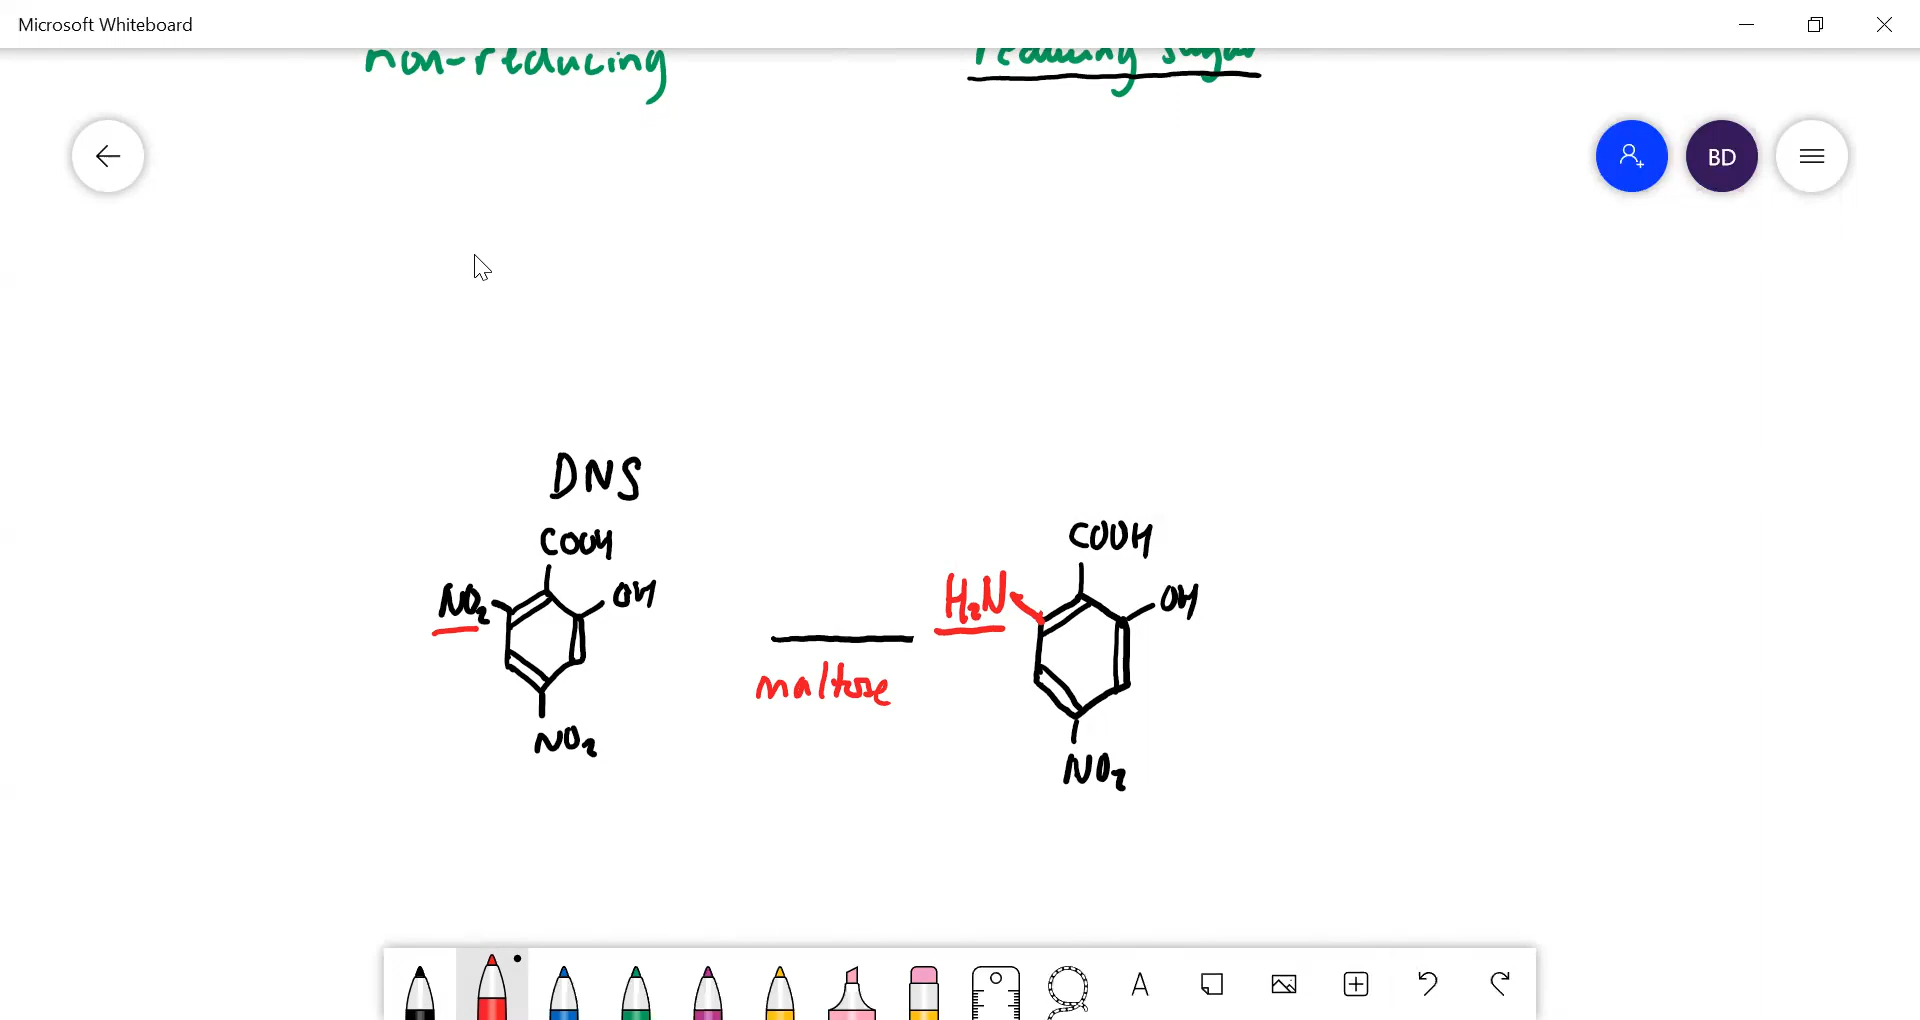 Microsoft Whiteboard
non-reducing
reducing sugar
BD
DNS
COOH
NO2
OH
NO2
maltose
COOH
H2N
OH
NO2
A